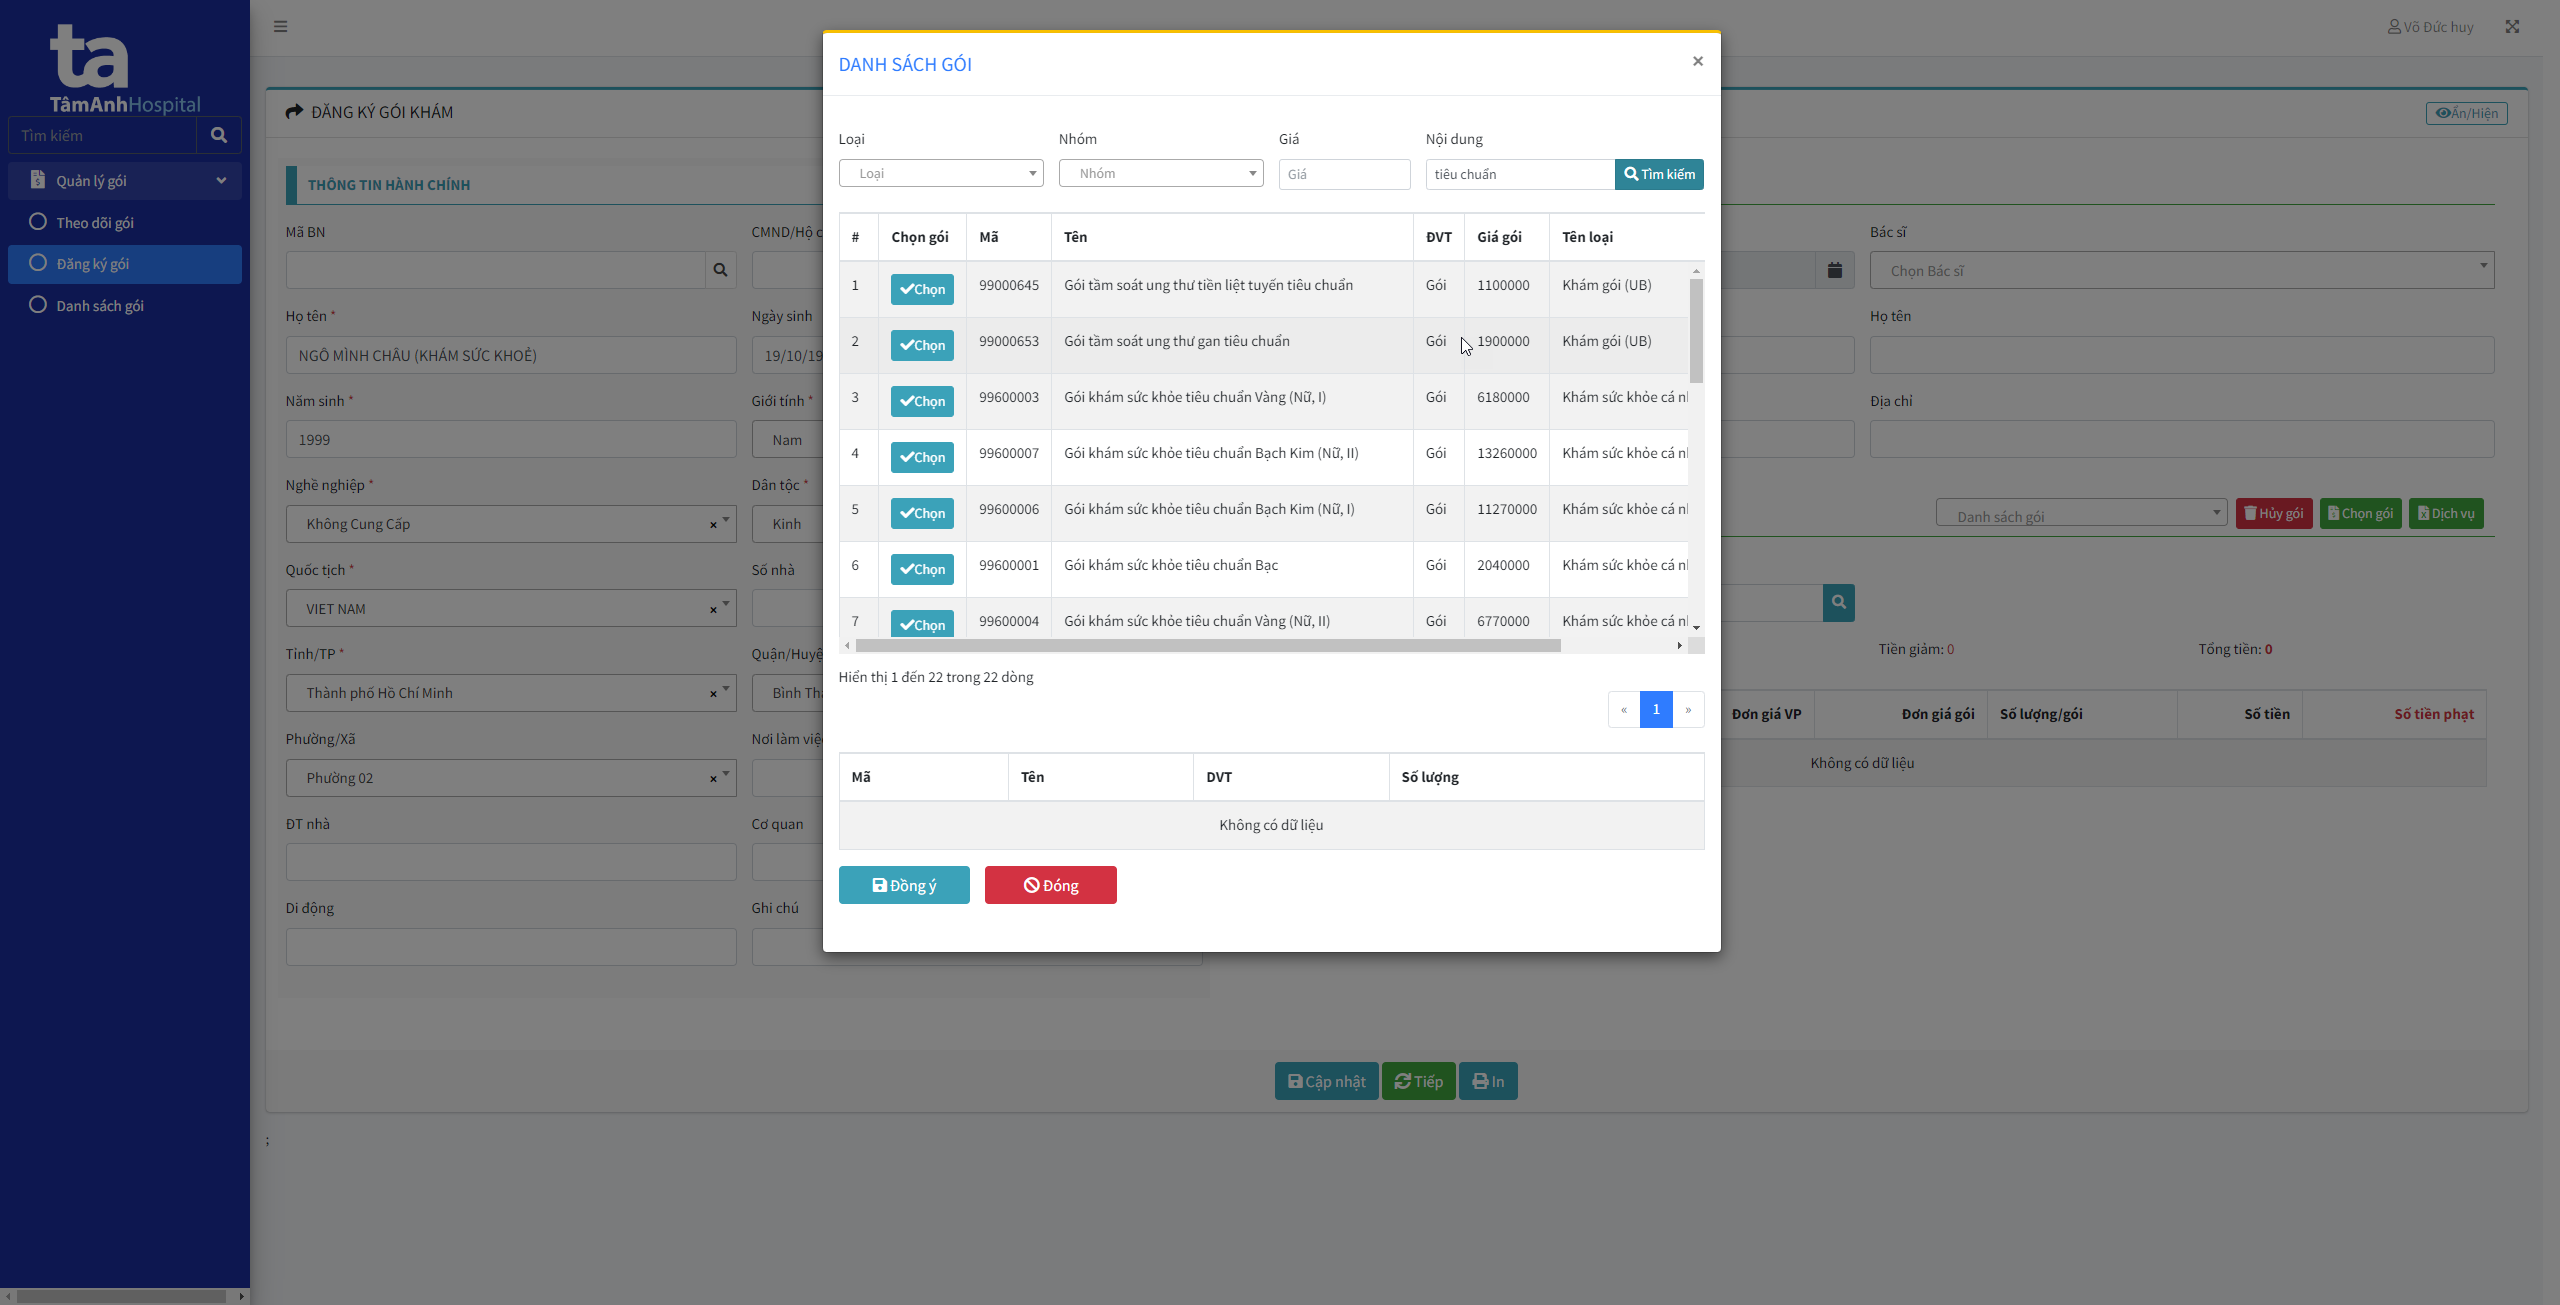 ta
TâmAnhHospital
Tìm kiếm
Quản lý gói
Theo dõi gói
Đăng ký gói
Danh sách gói
Võ Đức huy
ĐĂNG KÝ GÓI KHÁM
Ẩn/Hiện
THÔNG TIN HÀNH CHÍNH
Mã BN
CMND/Hộ c
Họ tên *
Ngày sinh
NGÔ MÌNH CHÂU (KHÁM SỨC KHOẺ)
19/10/19
Năm sinh *
Giới tính *
1999
Nam
Nghề nghiệp *
Dân tộc *
Không Cung Cấp
×
Kinh
Quốc tịch *
Số nhà
VIET NAM
×
Tỉnh/TP *
Quận/Huyệ
Thành phố Hồ Chí Minh
×
Bình Thạ
Phường/Xã
Nơi làm việ
Phường 02
×
ĐT nhà
Cơ quan
Di động
Ghi chú
DANH SÁCH GÓI
×
Loại
Nhóm
Giá
Nội dung
Loại
Nhóm
Giá
tiêu chuẩn
Tìm kiếm
# Chọn gói Mã Tên ĐVT Giá gói Tên loại
1 Chọn 99000645 Gói tầm soát ung thư tiền liệt tuyến tiêu chuẩn Gói 1100000 Khám gói (UB)
2 Chọn 99000653 Gói tầm soát ung thư gan tiêu chuẩn Gói 1900000 Khám gói (UB)
3 Chọn 99600003 Gói khám sức khỏe tiêu chuẩn Vàng (Nữ, I) Gói 6180000 Khám sức khỏe cá nh
4 Chọn 99600007 Gói khám sức khỏe tiêu chuẩn Bạch Kim (Nữ, II) Gói 13260000 Khám sức khỏe cá nh
5 Chọn 99600006 Gói khám sức khỏe tiêu chuẩn Bạch Kim (Nữ, I) Gói 11270000 Khám sức khỏe cá nh
6 Chọn 99600001 Gói khám sức khỏe tiêu chuẩn Bạc Gói 2040000 Khám sức khỏe cá nh
7 Chọn 99600004 Gói khám sức khỏe tiêu chuẩn Vàng (Nữ, II) Gói 6770000 Khám sức khỏe cá nh
Hiển thị 1 đến 22 trong 22 dòng
« 1 »
Mã Tên DVT Số lượng
Không có dữ liệu
Đồng ý
Đóng
Bác sĩ
Chọn Bác sĩ
Họ tên
Địa chỉ
Danh sách gói
Hủy gói
Chọn gói
Dịch vụ
Tiền giảm: 0
Tổng tiền: 0
Đơn giá VP Đơn giá gói Số lượng/gói Số tiền Số tiền phạt
Không có dữ liệu
Cập nhật
Tiếp
In
;